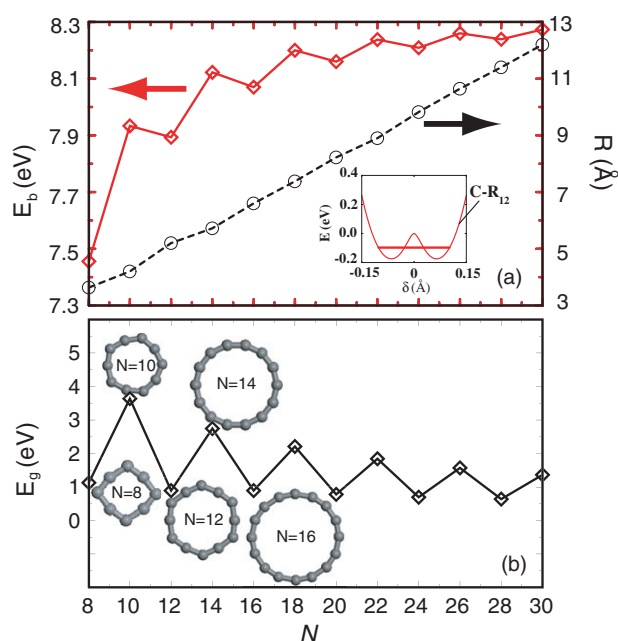 8.3
8.1
7.9
7.7
7.5
7.3
E_b (eV)
13
11
9
7
5
3
R (Å)
0.4
0.2
0
-0.2
E (eV)
-0.15
0
0.15
δ (Å)
C-R_12
(a)
5
4
3
2
1
0
E_g (eV)
N=10
N=14
N=8
N=12
N=16
(b)
8 10 12 14 16 18 20 22 24 26 28 30
N